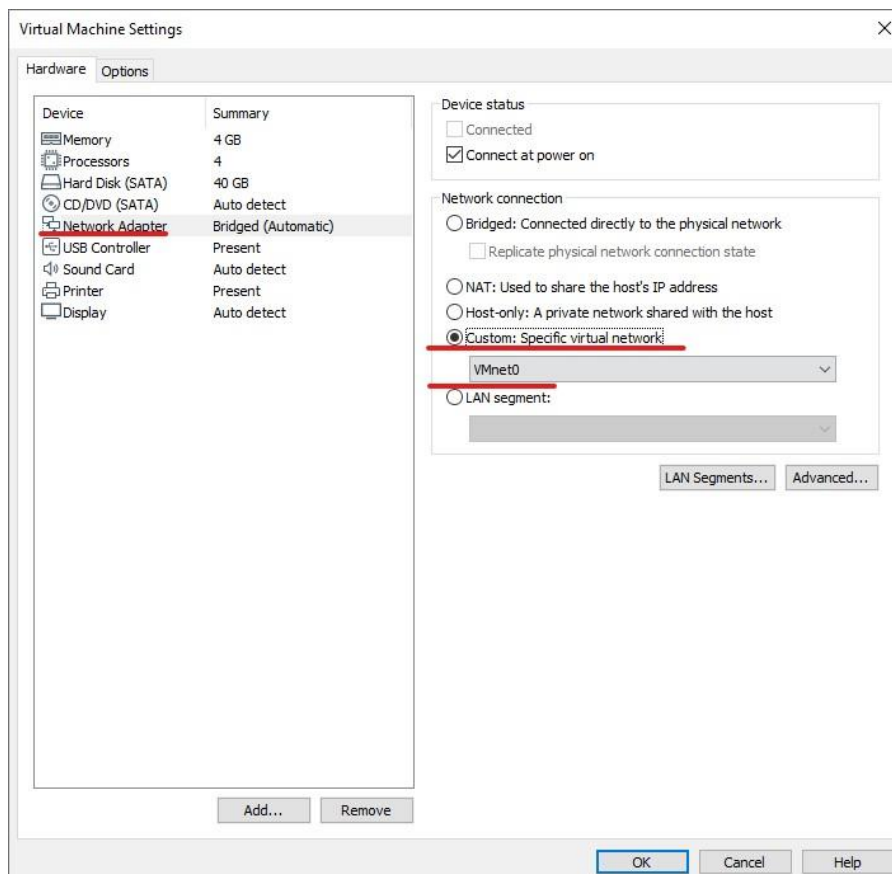 Virtual Machine Settings
Hardware Options
Device Summary
Memory 4 GB
Processors 4
Hard Disk (SATA) 40 GB
CD/DVD (SATA) Auto detect
Network Adapter Bridged (Automatic)
USB Controller Present
Sound Card Auto detect
Printer Present
Display Auto detect
Add... Remove
Device status
Connected
Connect at power on
Network connection
Bridged: Connected directly to the physical network
Replicate physical network connection state
NAT: Used to share the host's IP address
Host-only: A private network shared with the host
Custom: Specific virtual network
VMnet0
LAN segment:
LAN Segments... Advanced...
OK Cancel Help